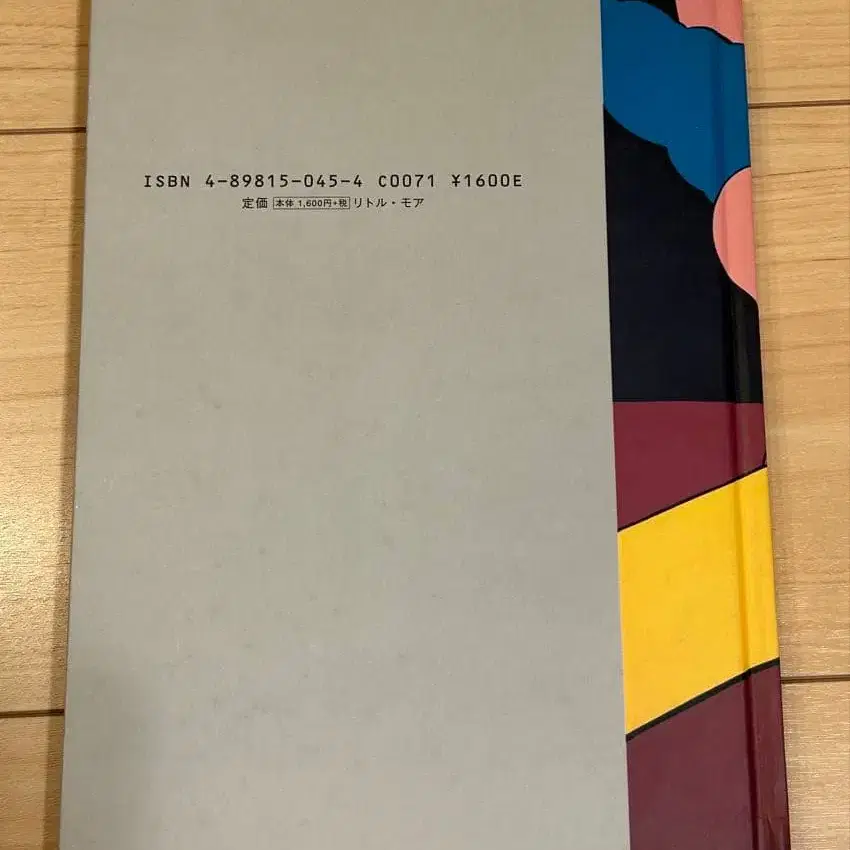 ISBN 4-89815-045-4 C0071 ¥1600E
定価 本体 1,600円+税 リトル・モア